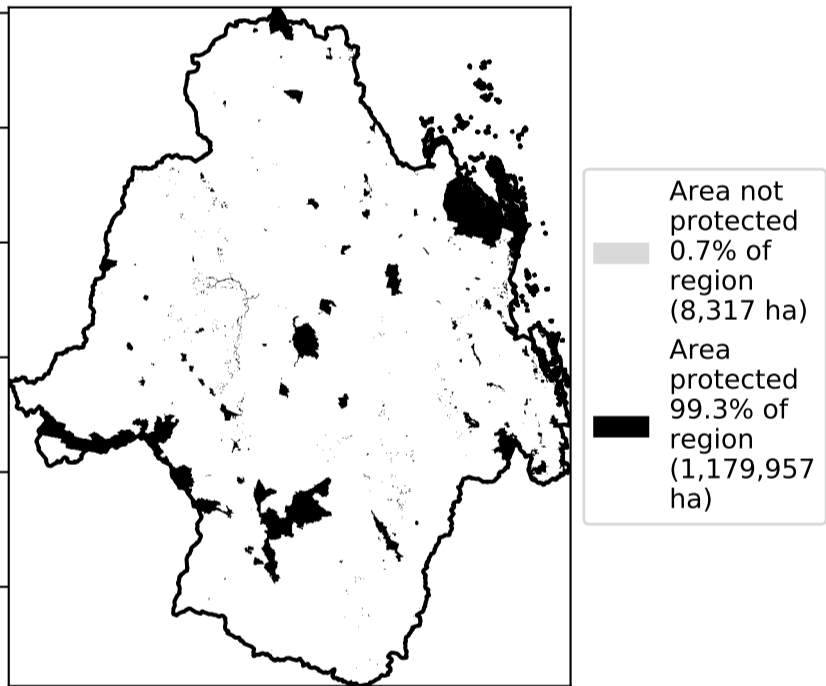 Area not
protected
0.7% of
region
(8,317 ha)
Area
protected
99.3% of
region
(1,179,957
ha)